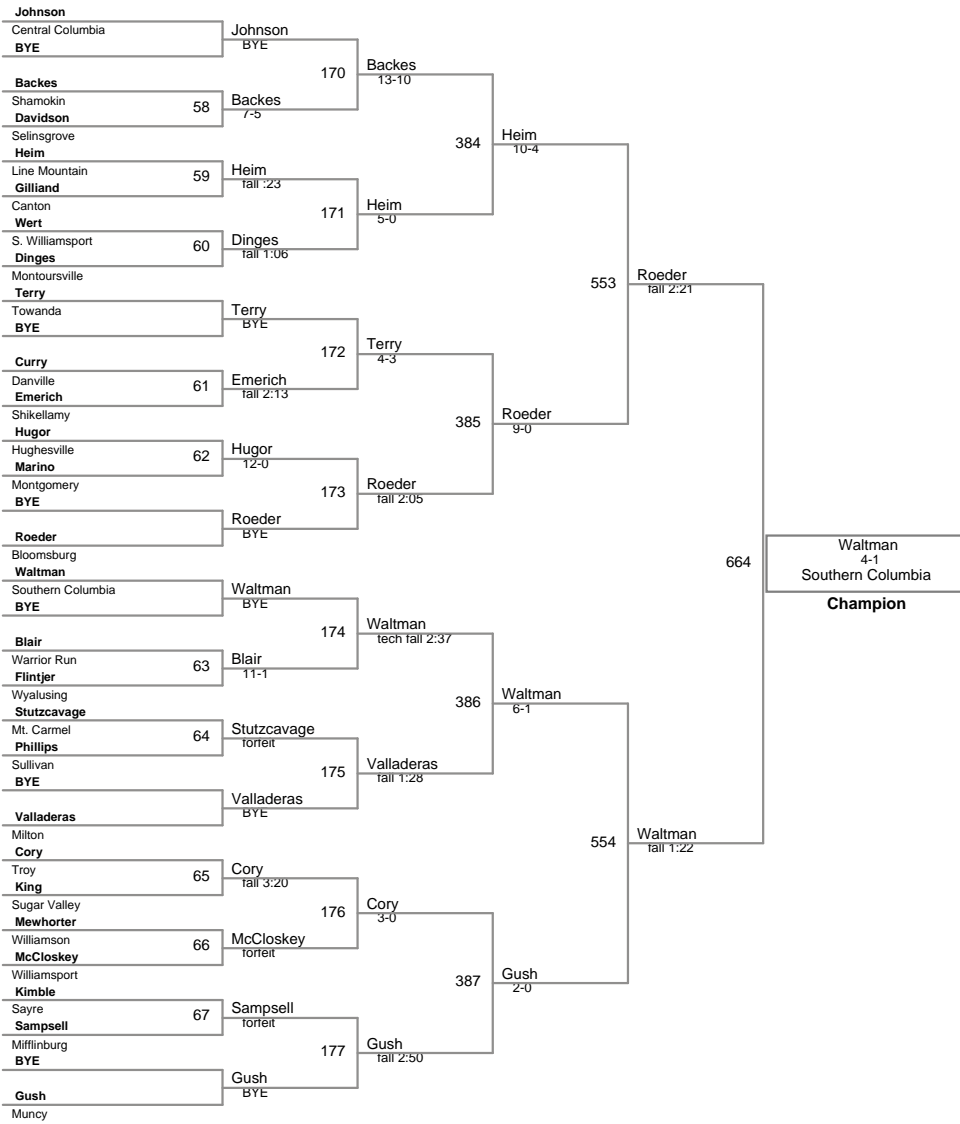 Johnson
Central Columbia
BYE
Backes
Shamokin
Davidson
Selinsgrove
Heim
Line Mountain
Gilliand
Canton
Wert
S. Williamsport
Dinges
Montoursville
Terry
Towanda
BYE
Curry
Danville
Emerich
Shikellamy
Hugor
Hughesville
Marino
Montgomery
BYE
Roeder
Bloomsburg
Waltman
Southern Columbia
BYE
Blair
Warrior Run
Flintjer
Wyalusing
Stutzcavage
Mt. Carmel
Phillips
Sullivan
BYE
Valladeras
Milton
Cory
Troy
King
Sugar Valley
Mewhorter
Williamson
McCloskey
Williamsport
Kimble
Sayre
Sampsell
Mifflinburg
BYE
Gush
Muncy
58
59
60
61
62
63
64
65
66
67
Johnson
BYE
Backes
7-5
Heim
fall :23
Dinges
fall 1:06
Terry
BYE
Emerich
fall 2:13
Hugor
12-0
Roeder
BYE
Waltman
BYE
Blair
11-1
Stutzcavage
forfeit
Valladeras
BYE
Cory
fall 3:20
McCloskey
forfeit
Sampsell
forfeit
Gush
BYE
170
171
172
173
174
175
176
177
Backes
13-10
Heim
5-0
Terry
4-3
Roeder
fall 2:05
Waltman
tech fall 2:37
Valladeras
fall 1:28
Cory
3-0
Gush
fall 2:50
384
385
386
387
Heim
10-4
Roeder
9-0
Waltman
6-1
Gush
2-0
553
554
Roeder
fall 2:21
Waltman
fall 1:22
664
Waltman
4-1
Southern Columbia
Champion